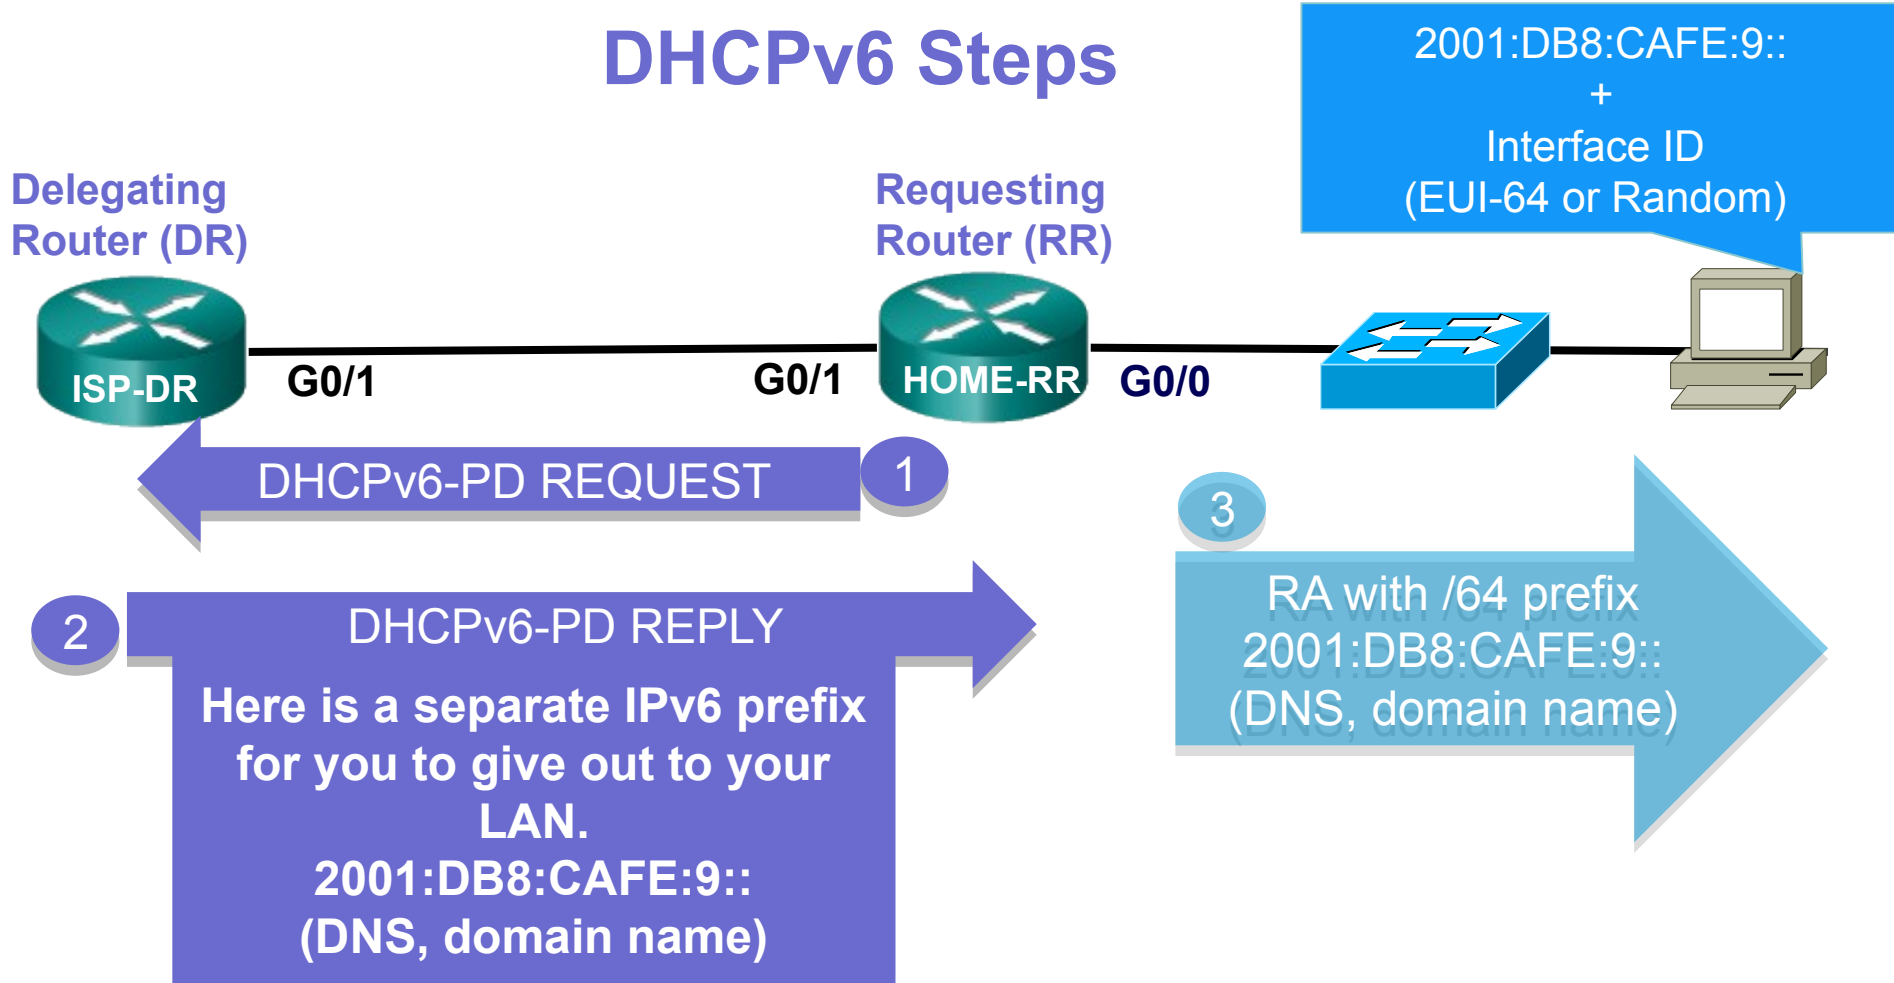 DHCPv6 Steps
2001:DB8:CAFE:9::
+
Interface ID
(EUI-64 or Random)
Delegating
Router (DR)
Requesting
Router (RR)
ISP-DR
G0/1
G0/1
HOME-RR
G0/0
DHCPv6-PD REQUEST
1
2
DHCPv6-PD REPLY
Here is a separate IPv6 prefix
for you to give out to your
LAN.
2001:DB8:CAFE:9::
(DNS, domain name)
3
RA with /64 prefix
2001:DB8:CAFE:9::
(DNS, domain name)